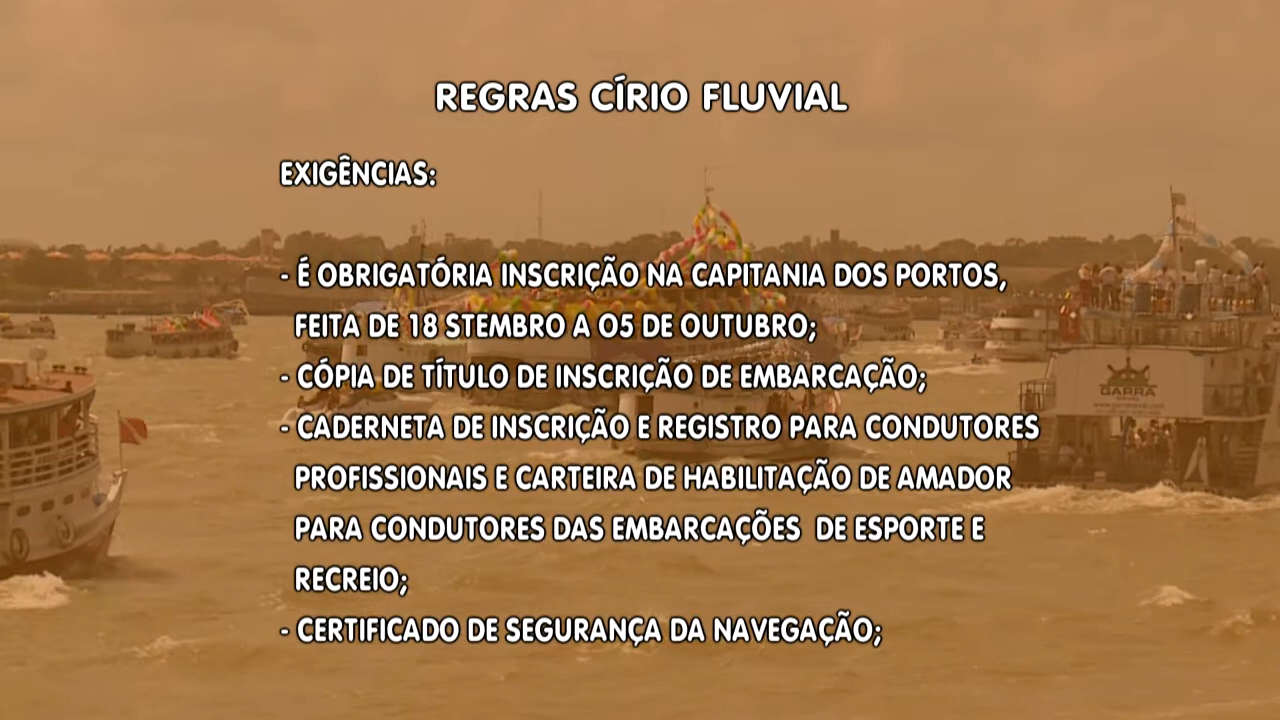 REGRAS CÍRIO FLUVIAL
EXIGÊNCIAS:
- É OBRIGATÓRIA INSCRIÇÃO NA CAPITANIA DOS PORTOS,
FEITA DE 18 STEMBRO A O5 DE OUTUBRO;
- CÓPIA DE TÍTULO DE INSCRIÇÃO DE EMBARCAÇÃO;
- CADERNETA DE INSCRIÇÃO E REGISTRO PARA CONDUTORES
PROFISSIONAIS E CARTEIRA DE HABILITAÇÃO DE AMADOR
PARA CONDUTORES DAS EMBARCAÇÕES DE ESPORTE E
RECREIO;
- CERTIFICADO DE SEGURANÇA DA NAVEGAÇÃO;
GARRA